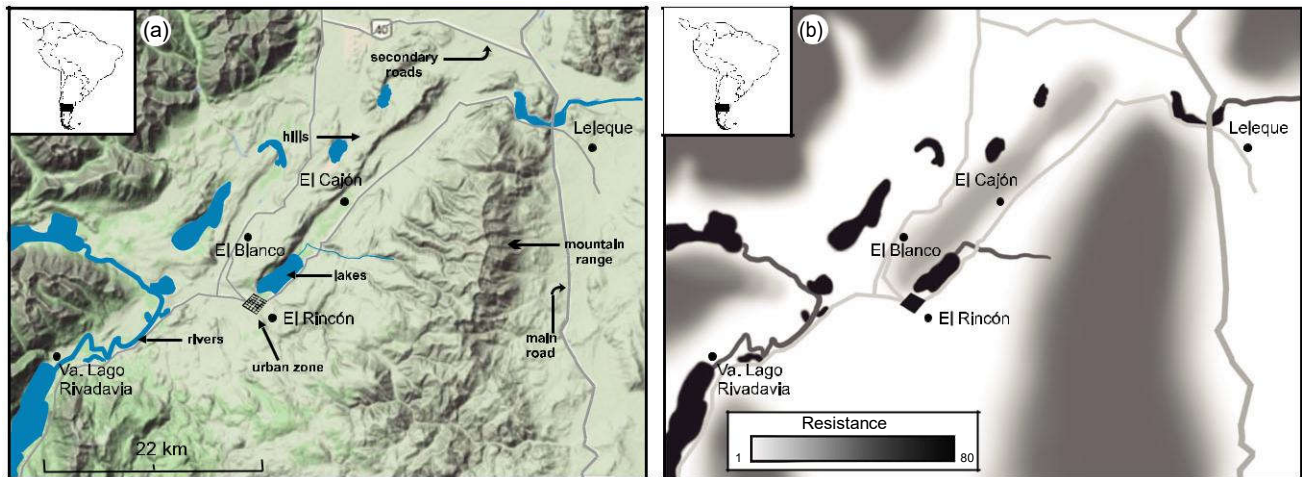 (a)
40
secondary
roads
Leleque
hills
El Cajón
El Blanco
mountain
range
lakes
El Rincón
main
road
rivers
urban zone
Va. Lago
Rivadavia
22 km
(b)
Leleque
El Cajón
El Blanco
El Rincón
Va. Lago
Rivadavia
Resistance
1
80